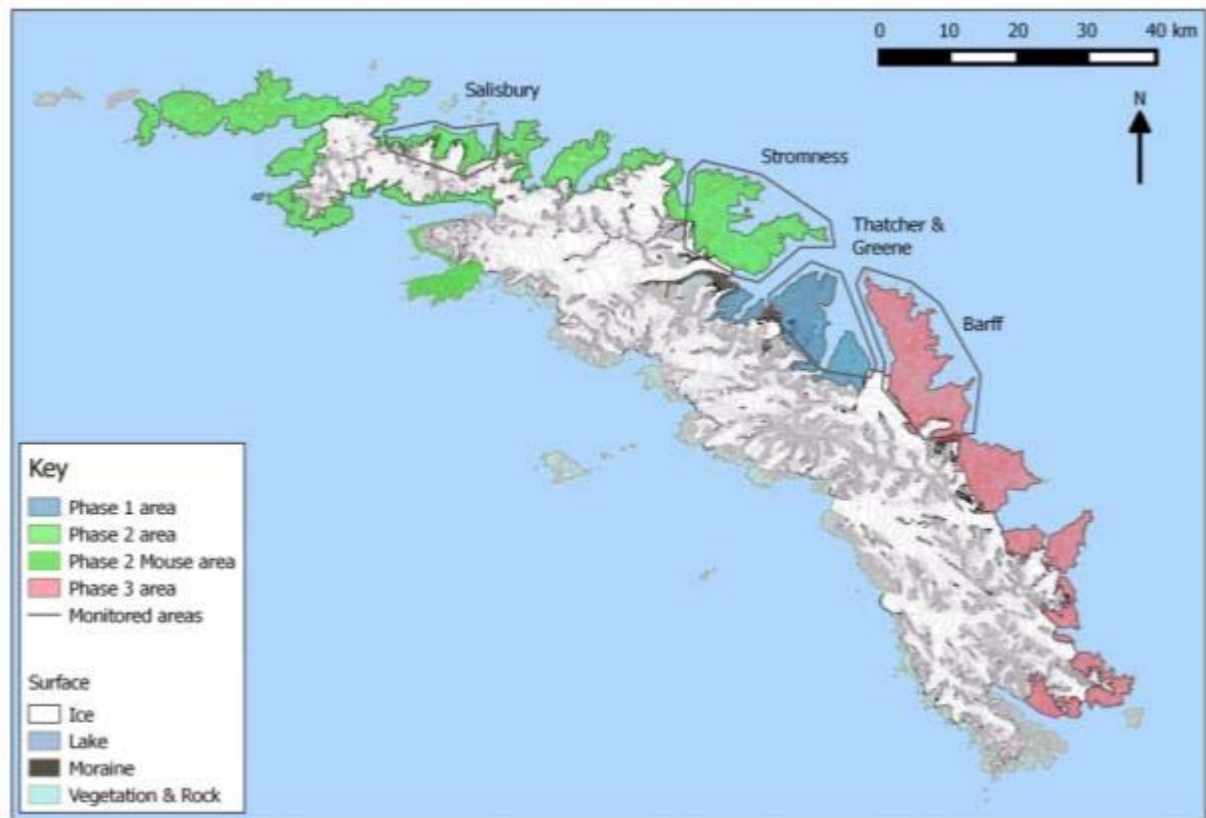 0 10 20 30 40 km
N
Salisbury
Stromness
Thatcher &
Greene
Barff
Key
Phase 1 area
Phase 2 area
Phase 2 Mouse area
Phase 3 area
Monitored areas
Surface
Ice
Lake
Moraine
Vegetation & Rock